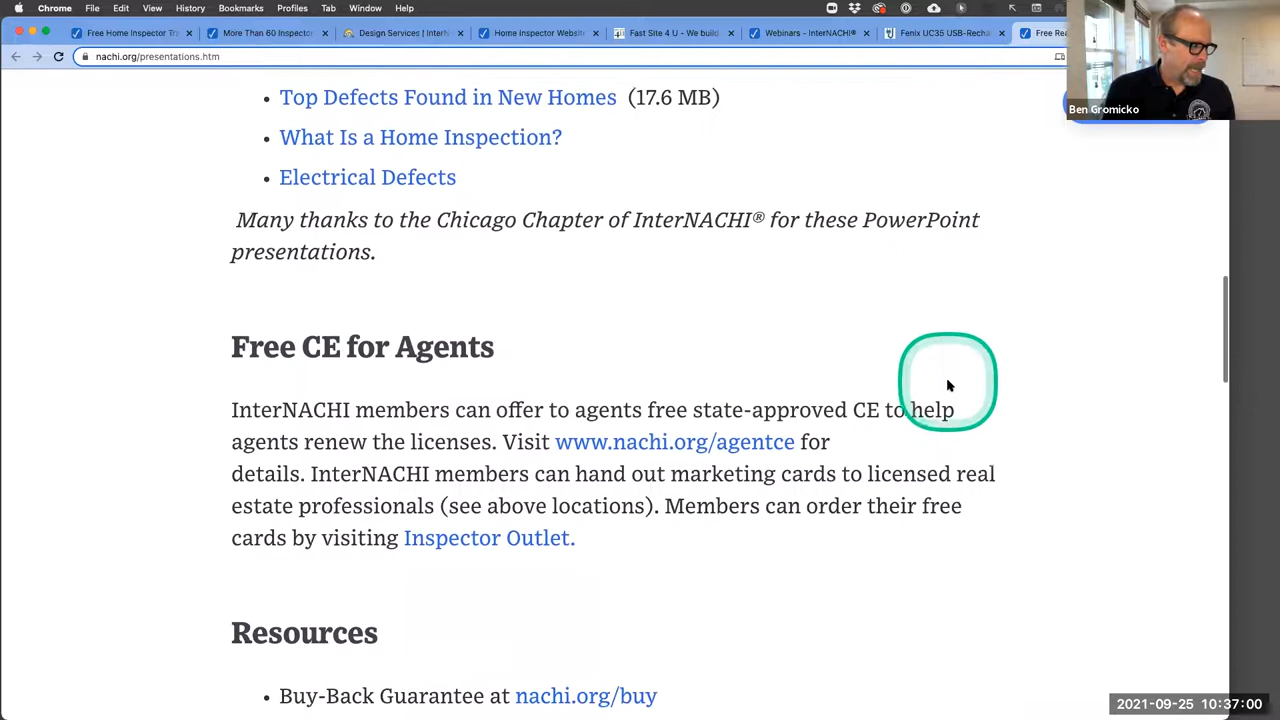 Chrome File Edit View History Bookmarks Profiles Tab Window Help
Free Home Inspector Tra
More Than 60 Inspector
Design Services | InterN
Home Inspector Website
Fast Site 4 U - We build
Webinars - InterNACHI®
Fenix UC35 USB-Recha
Free Rea
nachi.org/presentations.htm
Ben Gromicko
• Top Defects Found in New Homes (17.6 MB)
• What Is a Home Inspection?
• Electrical Defects
Many thanks to the Chicago Chapter of InterNACHI® for these PowerPoint
presentations.
Free CE for Agents
InterNACHI members can offer to agents free state-approved CE to help
agents renew the licenses. Visit www.nachi.org/agentce for
details. InterNACHI members can hand out marketing cards to licensed real
estate professionals (see above locations). Members can order their free
cards by visiting Inspector Outlet.
Resources
• Buy-Back Guarantee at nachi.org/buy
2021-09-25 10:37:00